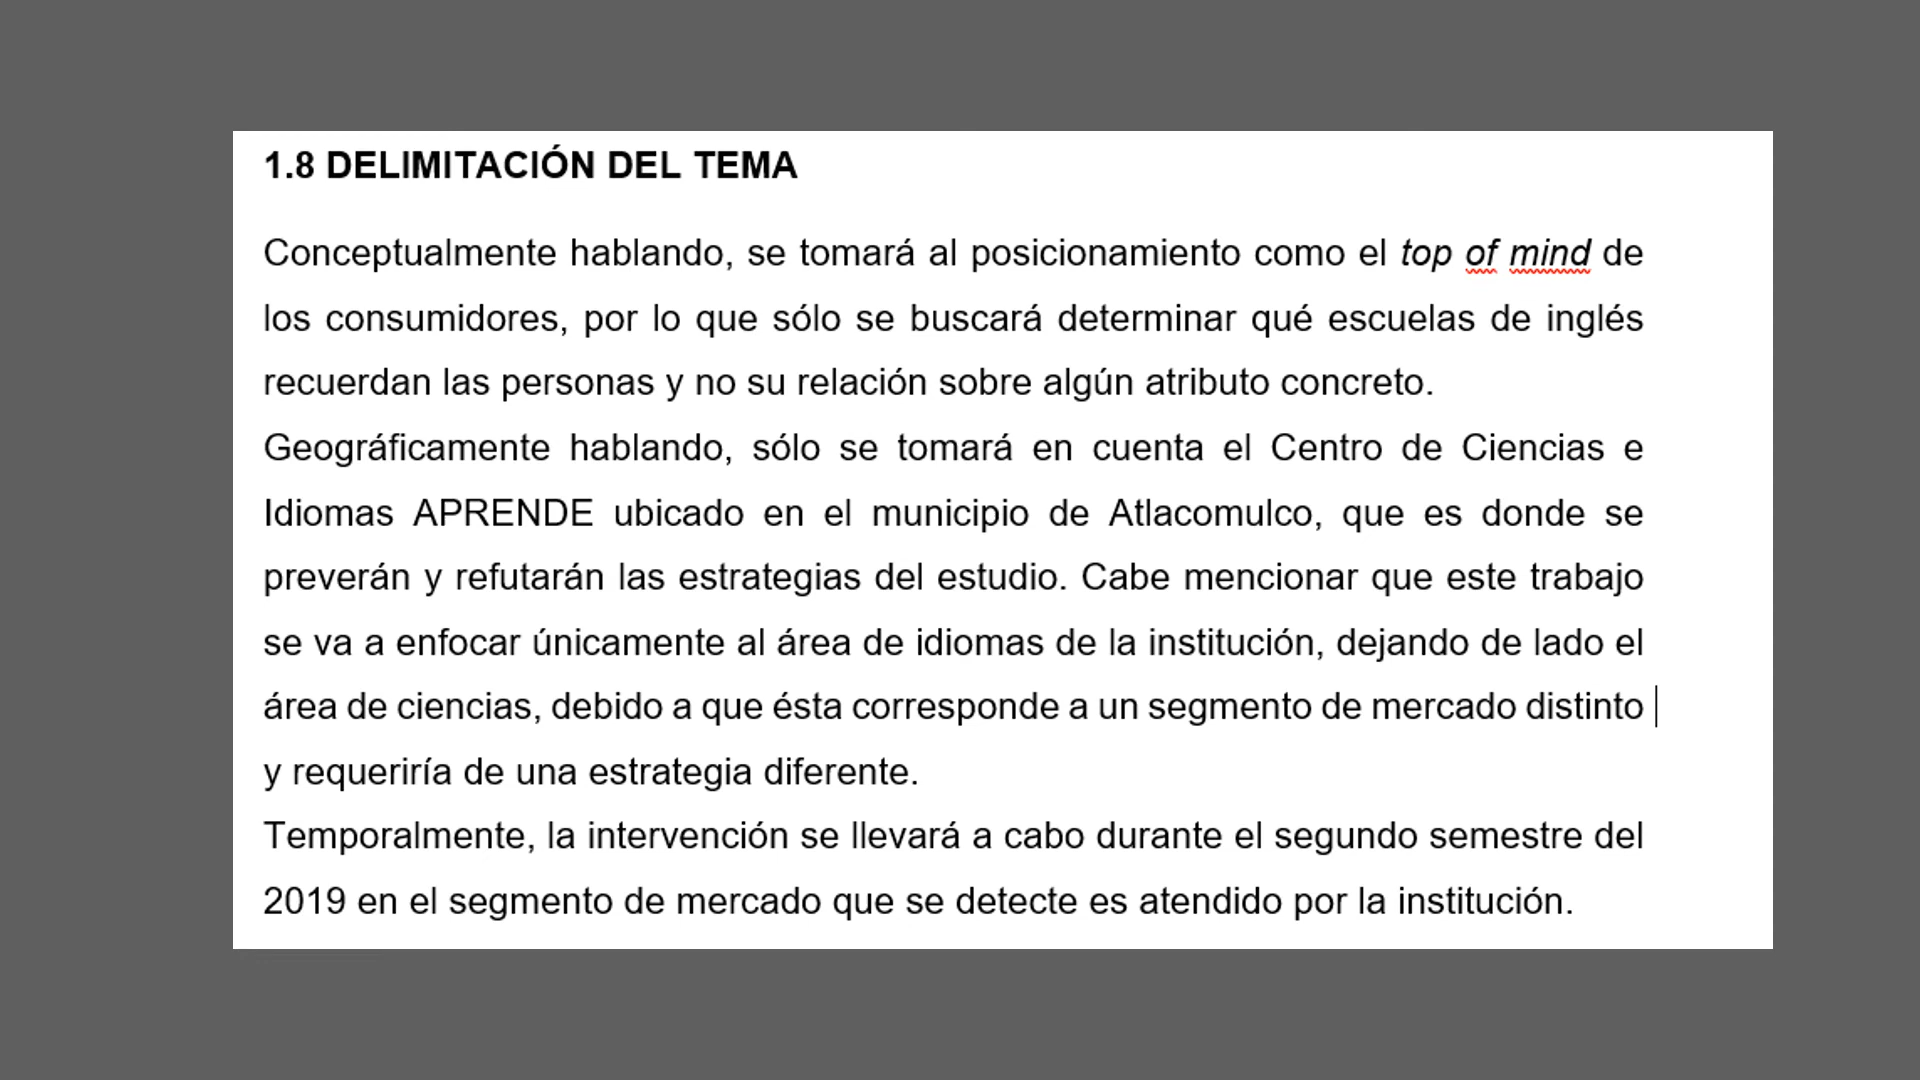 1.8 DELIMITACIÓN DEL TEMA
Conceptualmente hablando, se tomará al posicionamiento como el top of mind de
los consumidores, por lo que sólo se buscará determinar qué escuelas de inglés
recuerdan las personas y no su relación sobre algún atributo concreto.
Geográficamente hablando, sólo se tomará en cuenta el Centro de Ciencias e
Idiomas APRENDE ubicado en el municipio de Atlacomulco, que es donde se
preverán y refutarán las estrategias del estudio. Cabe mencionar que este trabajo
se va a enfocar únicamente al área de idiomas de la institución, dejando de lado el
área de ciencias, debido a que ésta corresponde a un segmento de mercado distinto
y requeriría de una estrategia diferente.
Temporalmente, la intervención se llevará a cabo durante el segundo semestre del
2019 en el segmento de mercado que se detecte es atendido por la institución.